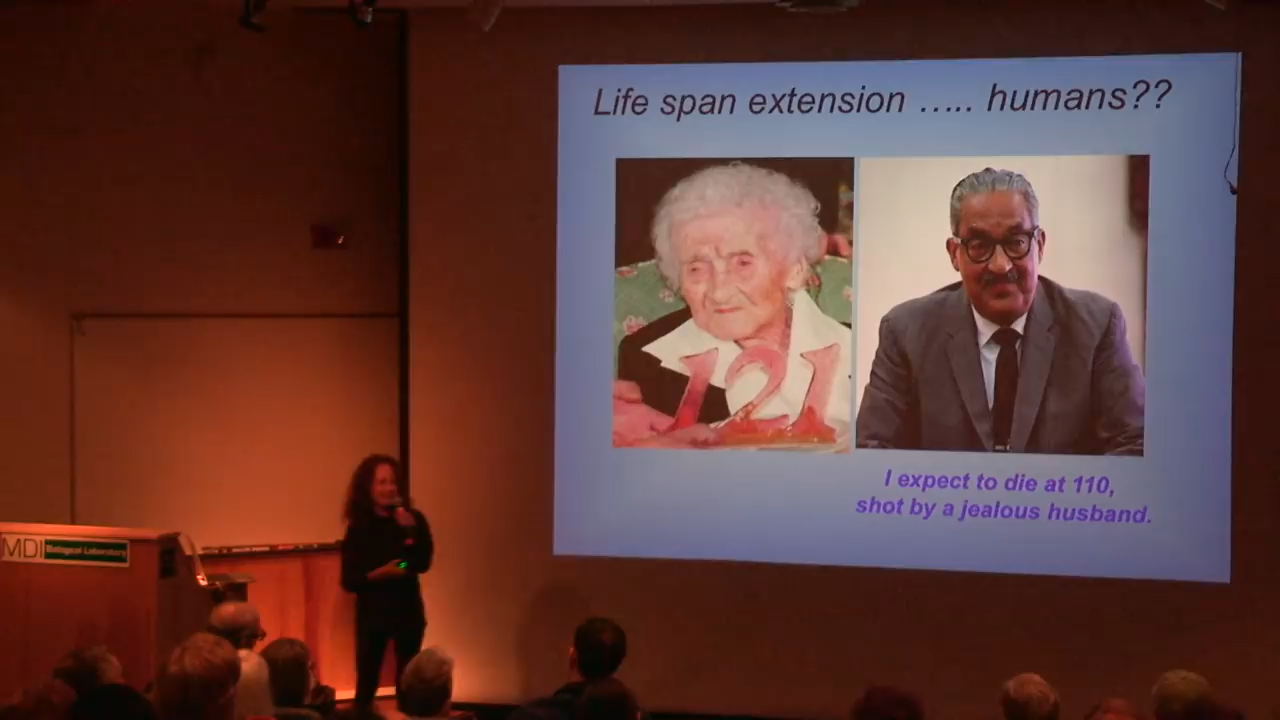 Life span extension ..... humans??
121
I expect to die at 110,
shot by a jealous husband.
MDI Biological Laboratory